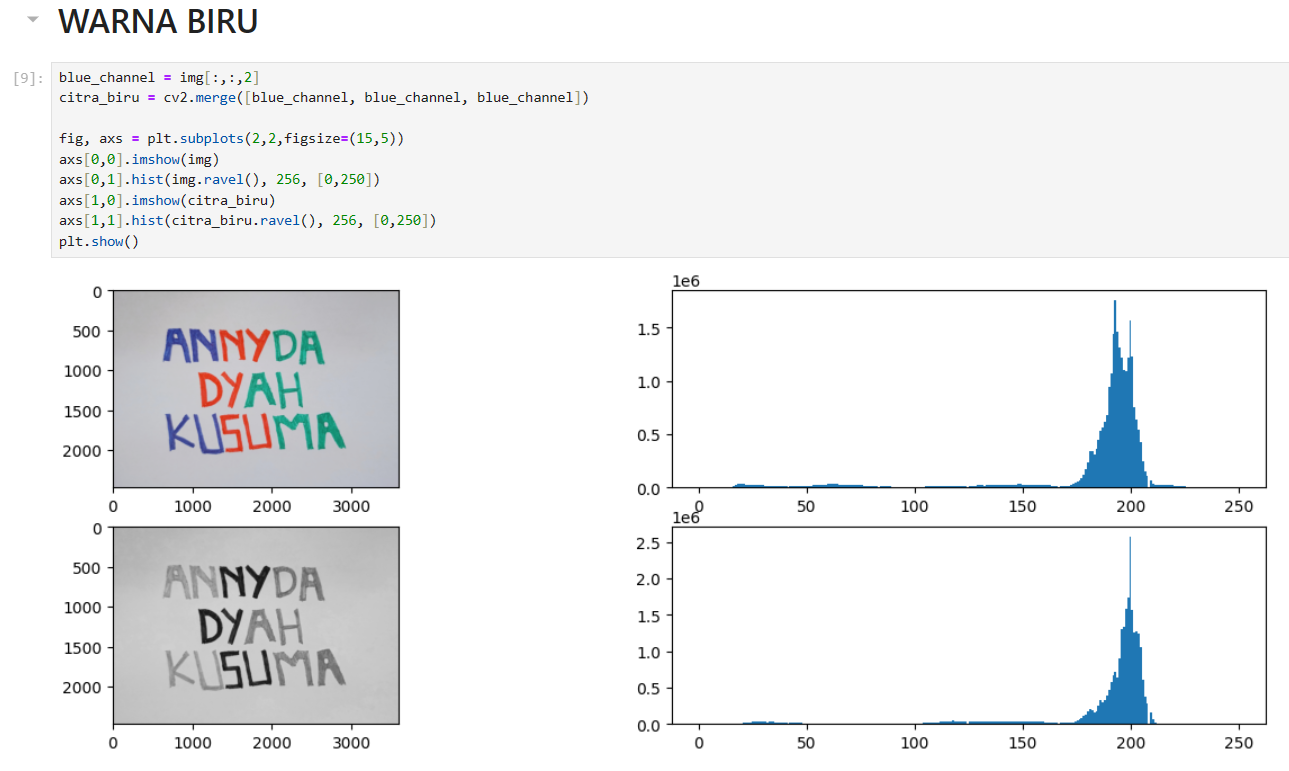 WARNA BIRU
[9]:
blue_channel = img[:,:,2]
citra_biru = cv2.merge([blue_channel, blue_channel, blue_channel])
fig, axs = plt.subplots(2,2,figsize=(15,5))
axs[0,0].imshow(img)
axs[0,1].hist(img.ravel(), 256, [0,250])
axs[1,0].imshow(citra_biru)
axs[1,1].hist(citra_biru.ravel(), 256, [0,250])
plt.show()
0
500
1000
1500
2000
0 1000 2000 3000
ANNYDA
DYAH
KUSUMA
1e6
1.5
1.0
0.5
0.0
0 50 100 150 200 250
0
500
1000
1500
2000
0 1000 2000 3000
ANNYDA
DYAH
KUSUMA
1e6
2.5
2.0
1.5
1.0
0.5
0.0
0 50 100 150 200 250